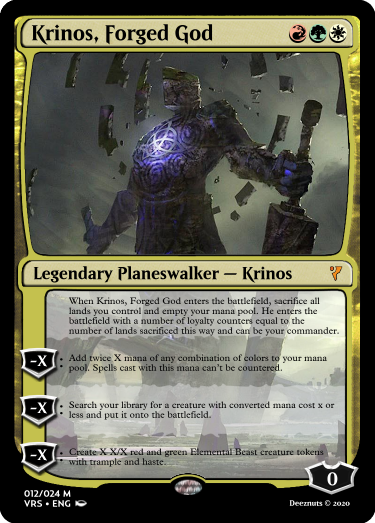 Krinos, Forged God
Legendary Planeswalker — Krinos
When Krinos, Forged God enters the battlefield, sacrifice all
lands you control and empty your mana pool. He enters the
battlefield with a number of loyalty counters equal to the
number of lands sacrificed this way and can be your commander.
-X : Add twice X mana of any combination of colors to your mana
pool. Spells cast with this mana can't be countered.
-X : Search your library for a creature with converted mana cost x or
less and put it onto the battlefield.
-X : Create X X/X red and green Elemental Beast creature tokens
with trample and haste.
0
012/024 M
VRS • ENG
Deeznuts © 2020